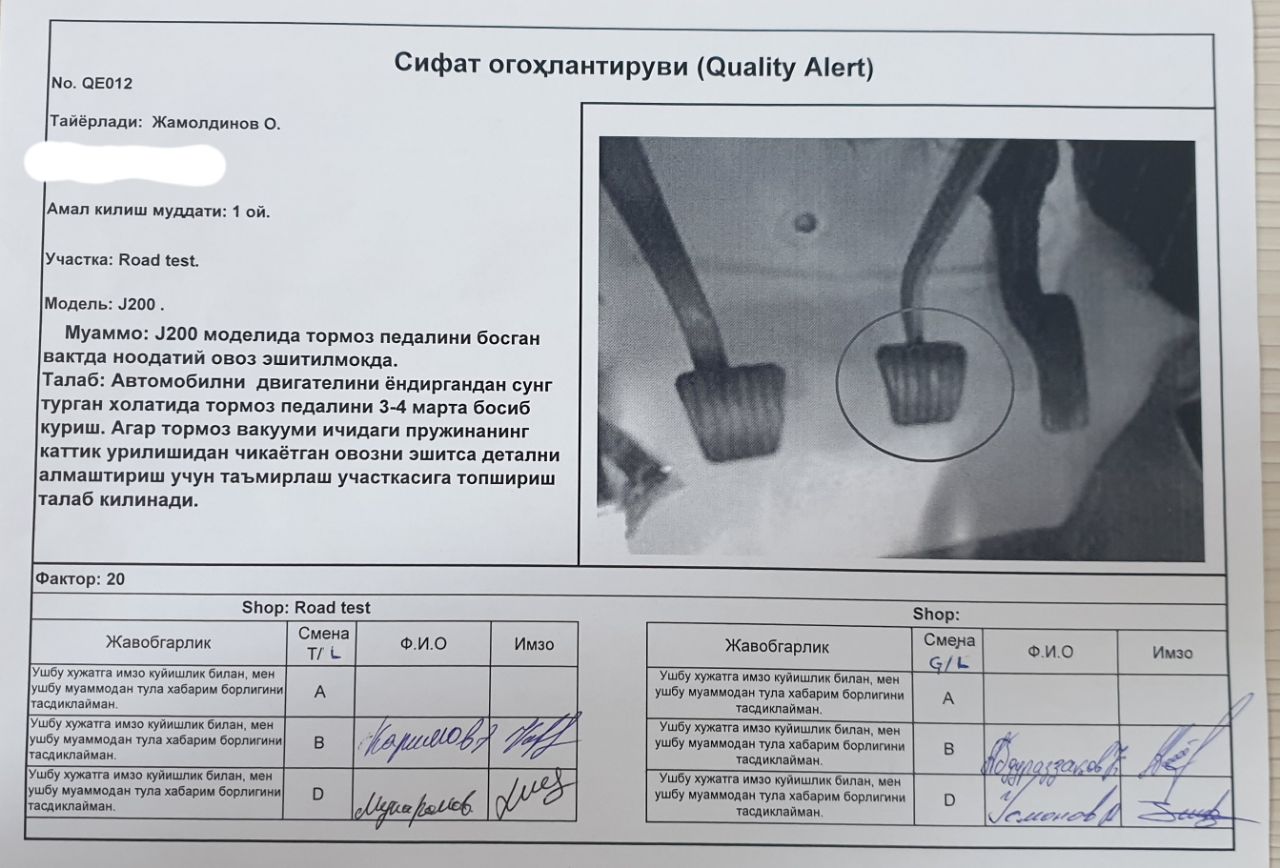 Сифат огоҳлантируви (Quality Alert)
No. QE012
Тайёрлади: Жамолдинов О.
Амал килиш муддати: 1 ой.
Участка: Road test.
Модель: J200 .
Муаммо: J200 моделида тормоз педалини босган
вактда ноодатий овоз эшитилмокда.
Талаб: Автомобилни двигателини ёндиргандан сунг
турган холатида тормоз педалини 3-4 марта босиб
куриш. Агар тормоз вакууми ичидаги пружинанинг
каттик урилишидан чикаётган овозни эшитса детални
алмаштириш учун таъмирлаш участкасига топшириш
талаб килинади.
Фактор: 20
Shop: Road test
Жавобгарлик Смена Ф.И.О Имзо
T/ L
Ушбу хужатга имзо куйишлик билан, мен
ушбу муаммодан тула хабарим борлигини
тасдиклайман.
A
Ушбу хужатга имзо куйишлик билан, мен
ушбу муаммодан тула хабарим борлигини
тасдиклайман.
B Каримов
Ушбу хужатга имзо куйишлик билан, мен
ушбу муаммодан тула хабарим борлигини
тасдиклайман.
D
Shop:
Жавобгарлик Смена Ф.И.О Имзо
G/L
Ушбу хужатга имзо куйишлик билан, мен
ушбу муаммодан тула хабарим борлигини
тасдиклайман.
A
Ушбу хужатга имзо куйишлик билан, мен
ушбу муаммодан тула хабарим борлигини
тасдиклайман.
B Абдураззаков
Ушбу хужатга имзо куйишлик билан, мен
ушбу муаммодан тула хабарим борлигини
тасдиклайман.
D Усмонов